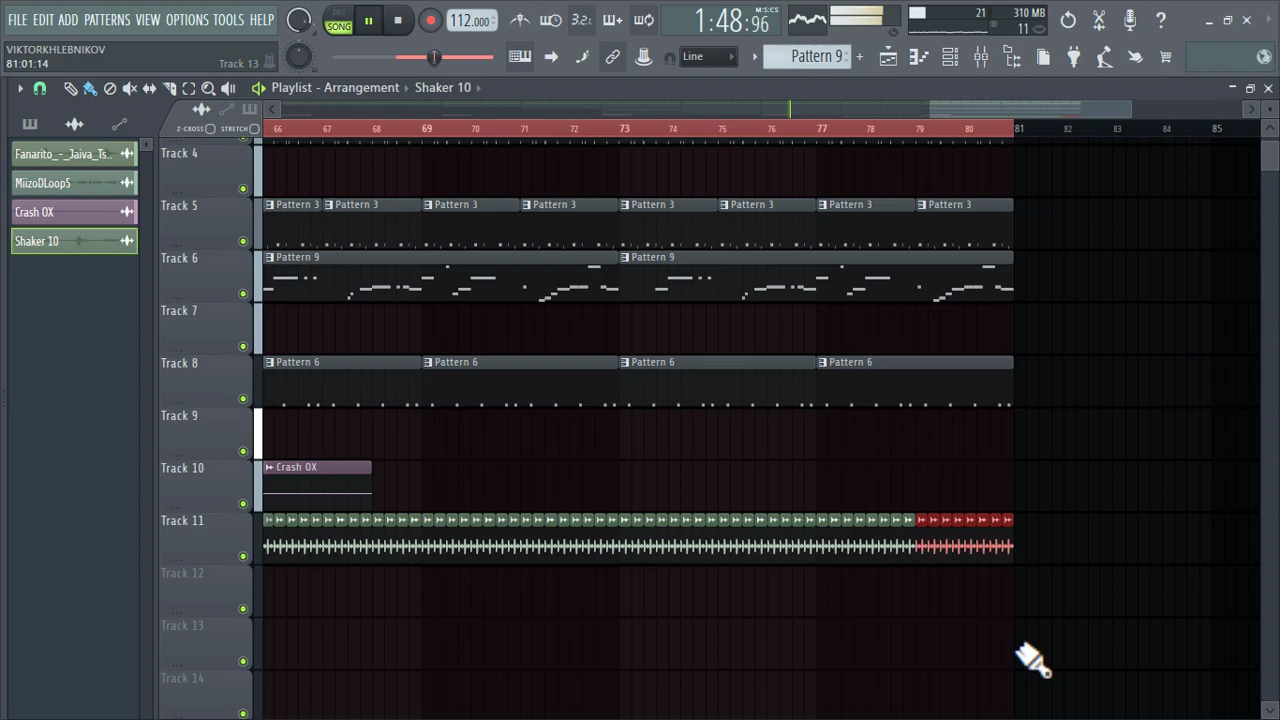 FILE EDIT ADD PATTERNS VIEW OPTIONS TOOLS HELP
PAT
SONG
112.000
3.2
1:48:96
M:S:CS
21
310 MB
11
VIKTORKHLEBNIKOV
81:01:14
Track 13
Line
Pattern 9
Playlist - Arrangement
Shaker 10
Z-CROSS
STRETCH
66 67 68 69 70 71 72 73 74 75 76 77 78 79 80 81 82 83 84 85
Fanarito_-_Jaiva_Ts..
MiizoDLoop5
Crash OX
Shaker 10
Track 4
Track 5
Pattern 3
Pattern 3
Pattern 3
Pattern 3
Pattern 3
Pattern 3
Pattern 3
Pattern 3
Track 6
Pattern 9
Pattern 9
Track 7
Track 8
Pattern 6
Pattern 6
Pattern 6
Pattern 6
Track 9
Track 10
Crash OX
Track 11
Track 12
Track 13
Track 14